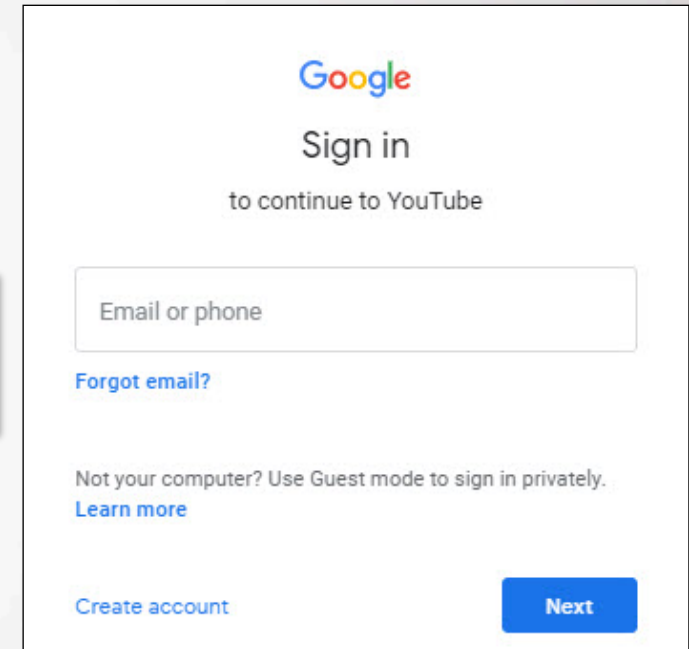 Google
Sign in
to continue to YouTube
Email or phone
Forgot email?
Not your computer? Use Guest mode to sign in privately.
Learn more
Create account
Next